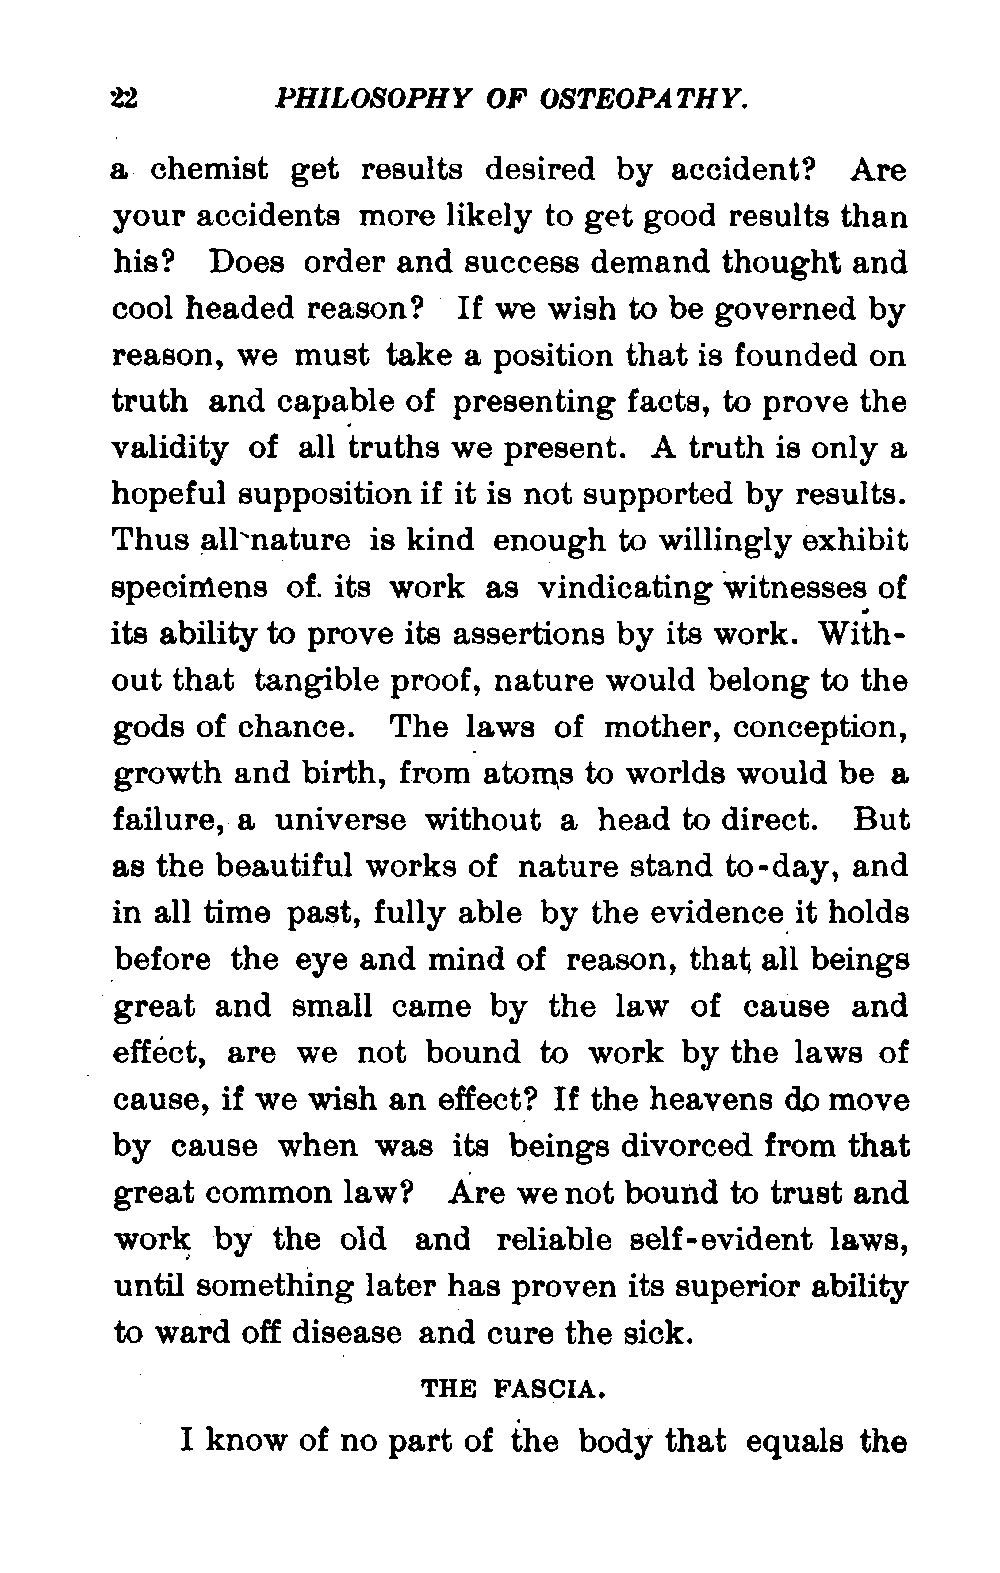 22 PHILOSOPHY OF OSTEOPATHY.
a chemist get results desired by accident? Are
your accidents more likely to get good results than
his? Does order and success demand thought and
cool headed reason? If we wish to be governed by
reason, we must take a position that is founded on
truth and capable of presenting facts, to prove the
validity of all truths we present. A truth is only a
hopeful supposition if it is not supported by results.
Thus all nature is kind enough to willingly exhibit
specimens of its work as vindicating witnesses of
its ability to prove its assertions by its work. With-
out that tangible proof, nature would belong to the
gods of chance. The laws of mother, conception,
growth and birth, from atoms to worlds would be a
failure, a universe without a head to direct. But
as the beautiful works of nature stand to-day, and
in all time past, fully able by the evidence it holds
before the eye and mind of reason, that all beings
great and small came by the law of cause and
effect, are we not bound to work by the laws of
cause, if we wish an effect? If the heavens do move
by cause when was its beings divorced from that
great common law? Are we not bound to trust and
work by the old and reliable self-evident laws,
until something later has proven its superior ability
to ward off disease and cure the sick.
THE FASCIA.
I know of no part of the body that equals the